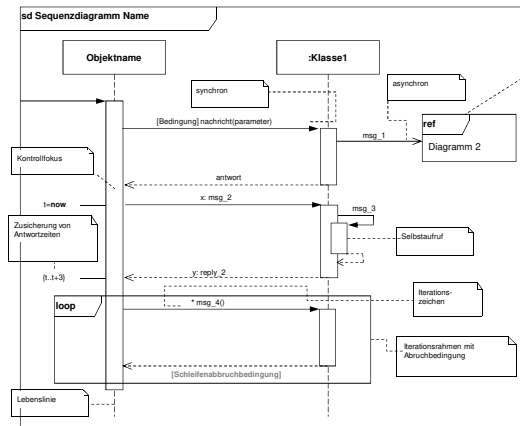 sd Sequenzdiagramm Name
Objektname
:Klasse1
synchron
asynchron
[Bedingung] nachricht(parameter)
msg_1
ref
Diagramm 2
Kontrollfokus
antwort
t=now
x: msg_2
msg_3
Zusicherung von
Antwortzeiten
Selbstaufruf
{t..t+3}
y: reply_2
Iterations-
zeichen
loop
* msg_4()
Iterationsrahmen mit
Abruchbedingung
[Schleifenabbruchbedingung]
Lebenslinie